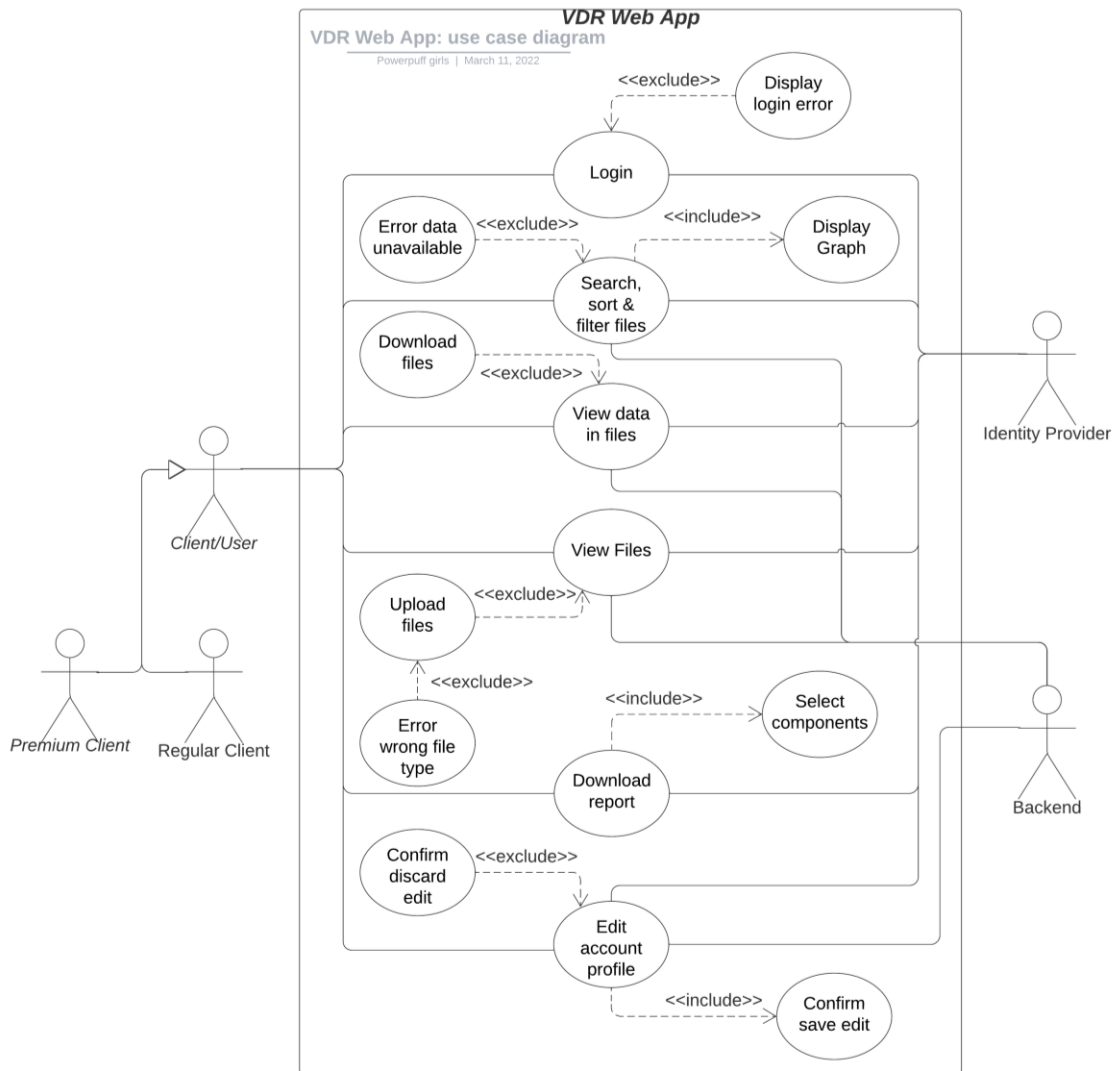 VDR Web App
VDR Web App: use case diagram
Powerpuff girls | March 11, 2022
<<exclude>>
Display
login error
Login
Error data
unavailable
<<exclude>>
<<include>>
Display
Graph
Search,
sort &
filter files
Download
files
<<exclude>>
View data
in files
Identity Provider
Client/User
View Files
Upload
files
<<exclude>>
<<exclude>>
Error
wrong file
type
<<include>>
Select
components
Premium Client
Regular Client
Download
report
Backend
Confirm
discard
edit
<<exclude>>
Edit
account
profile
<<include>>
Confirm
save edit